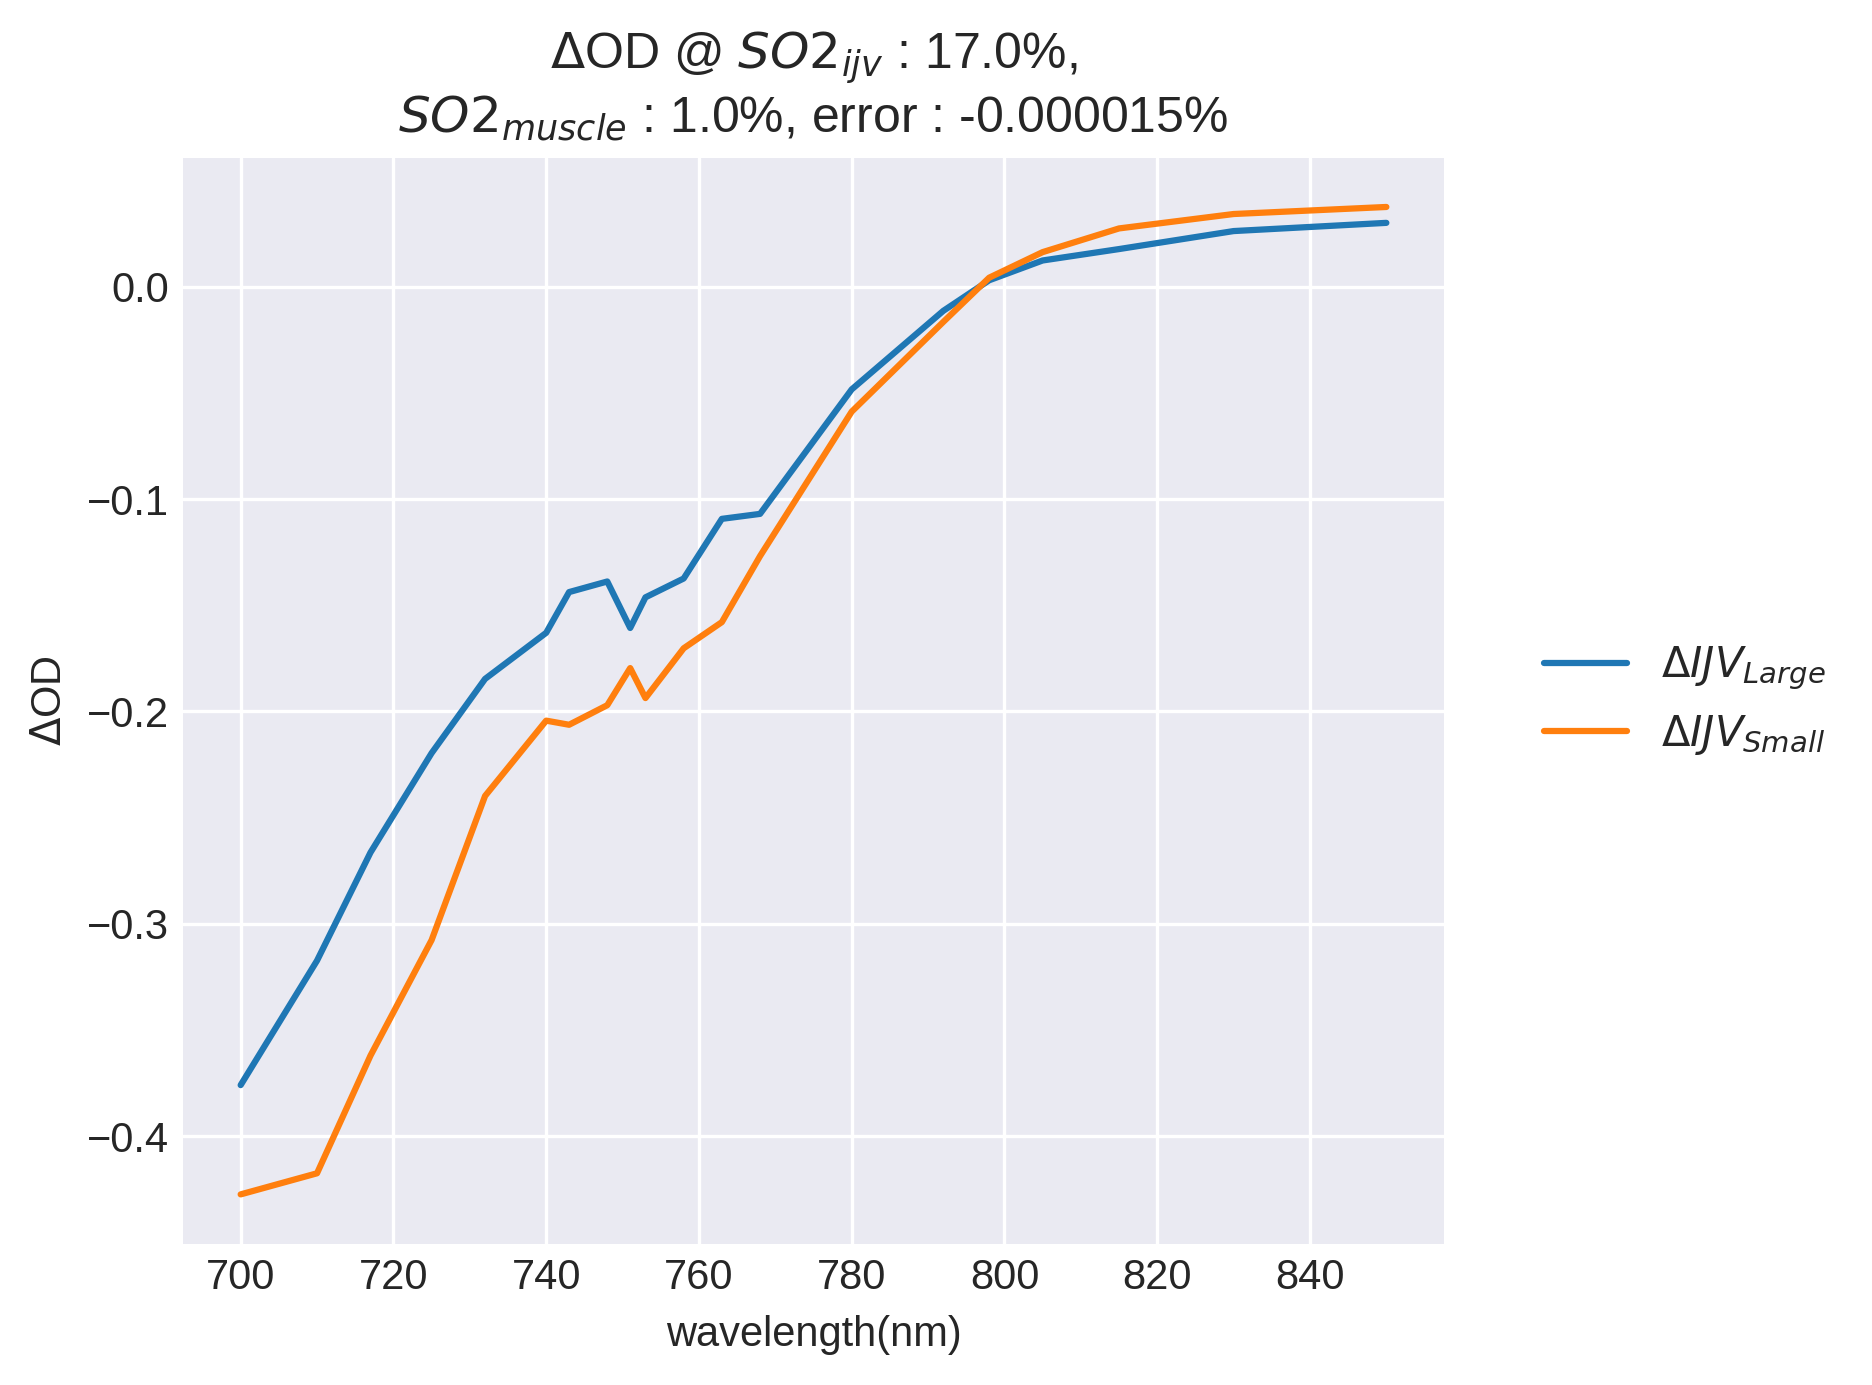 ΔOD @ SO2ijv : 17.0%,
SO2muscle : 1.0%, error : -0.000015%
0.0
−0.1
−0.2
−0.3
−0.4
ΔOD
700 720 740 760 780 800 820 840
wavelength(nm)
ΔIJVLarge
ΔIJVSmall